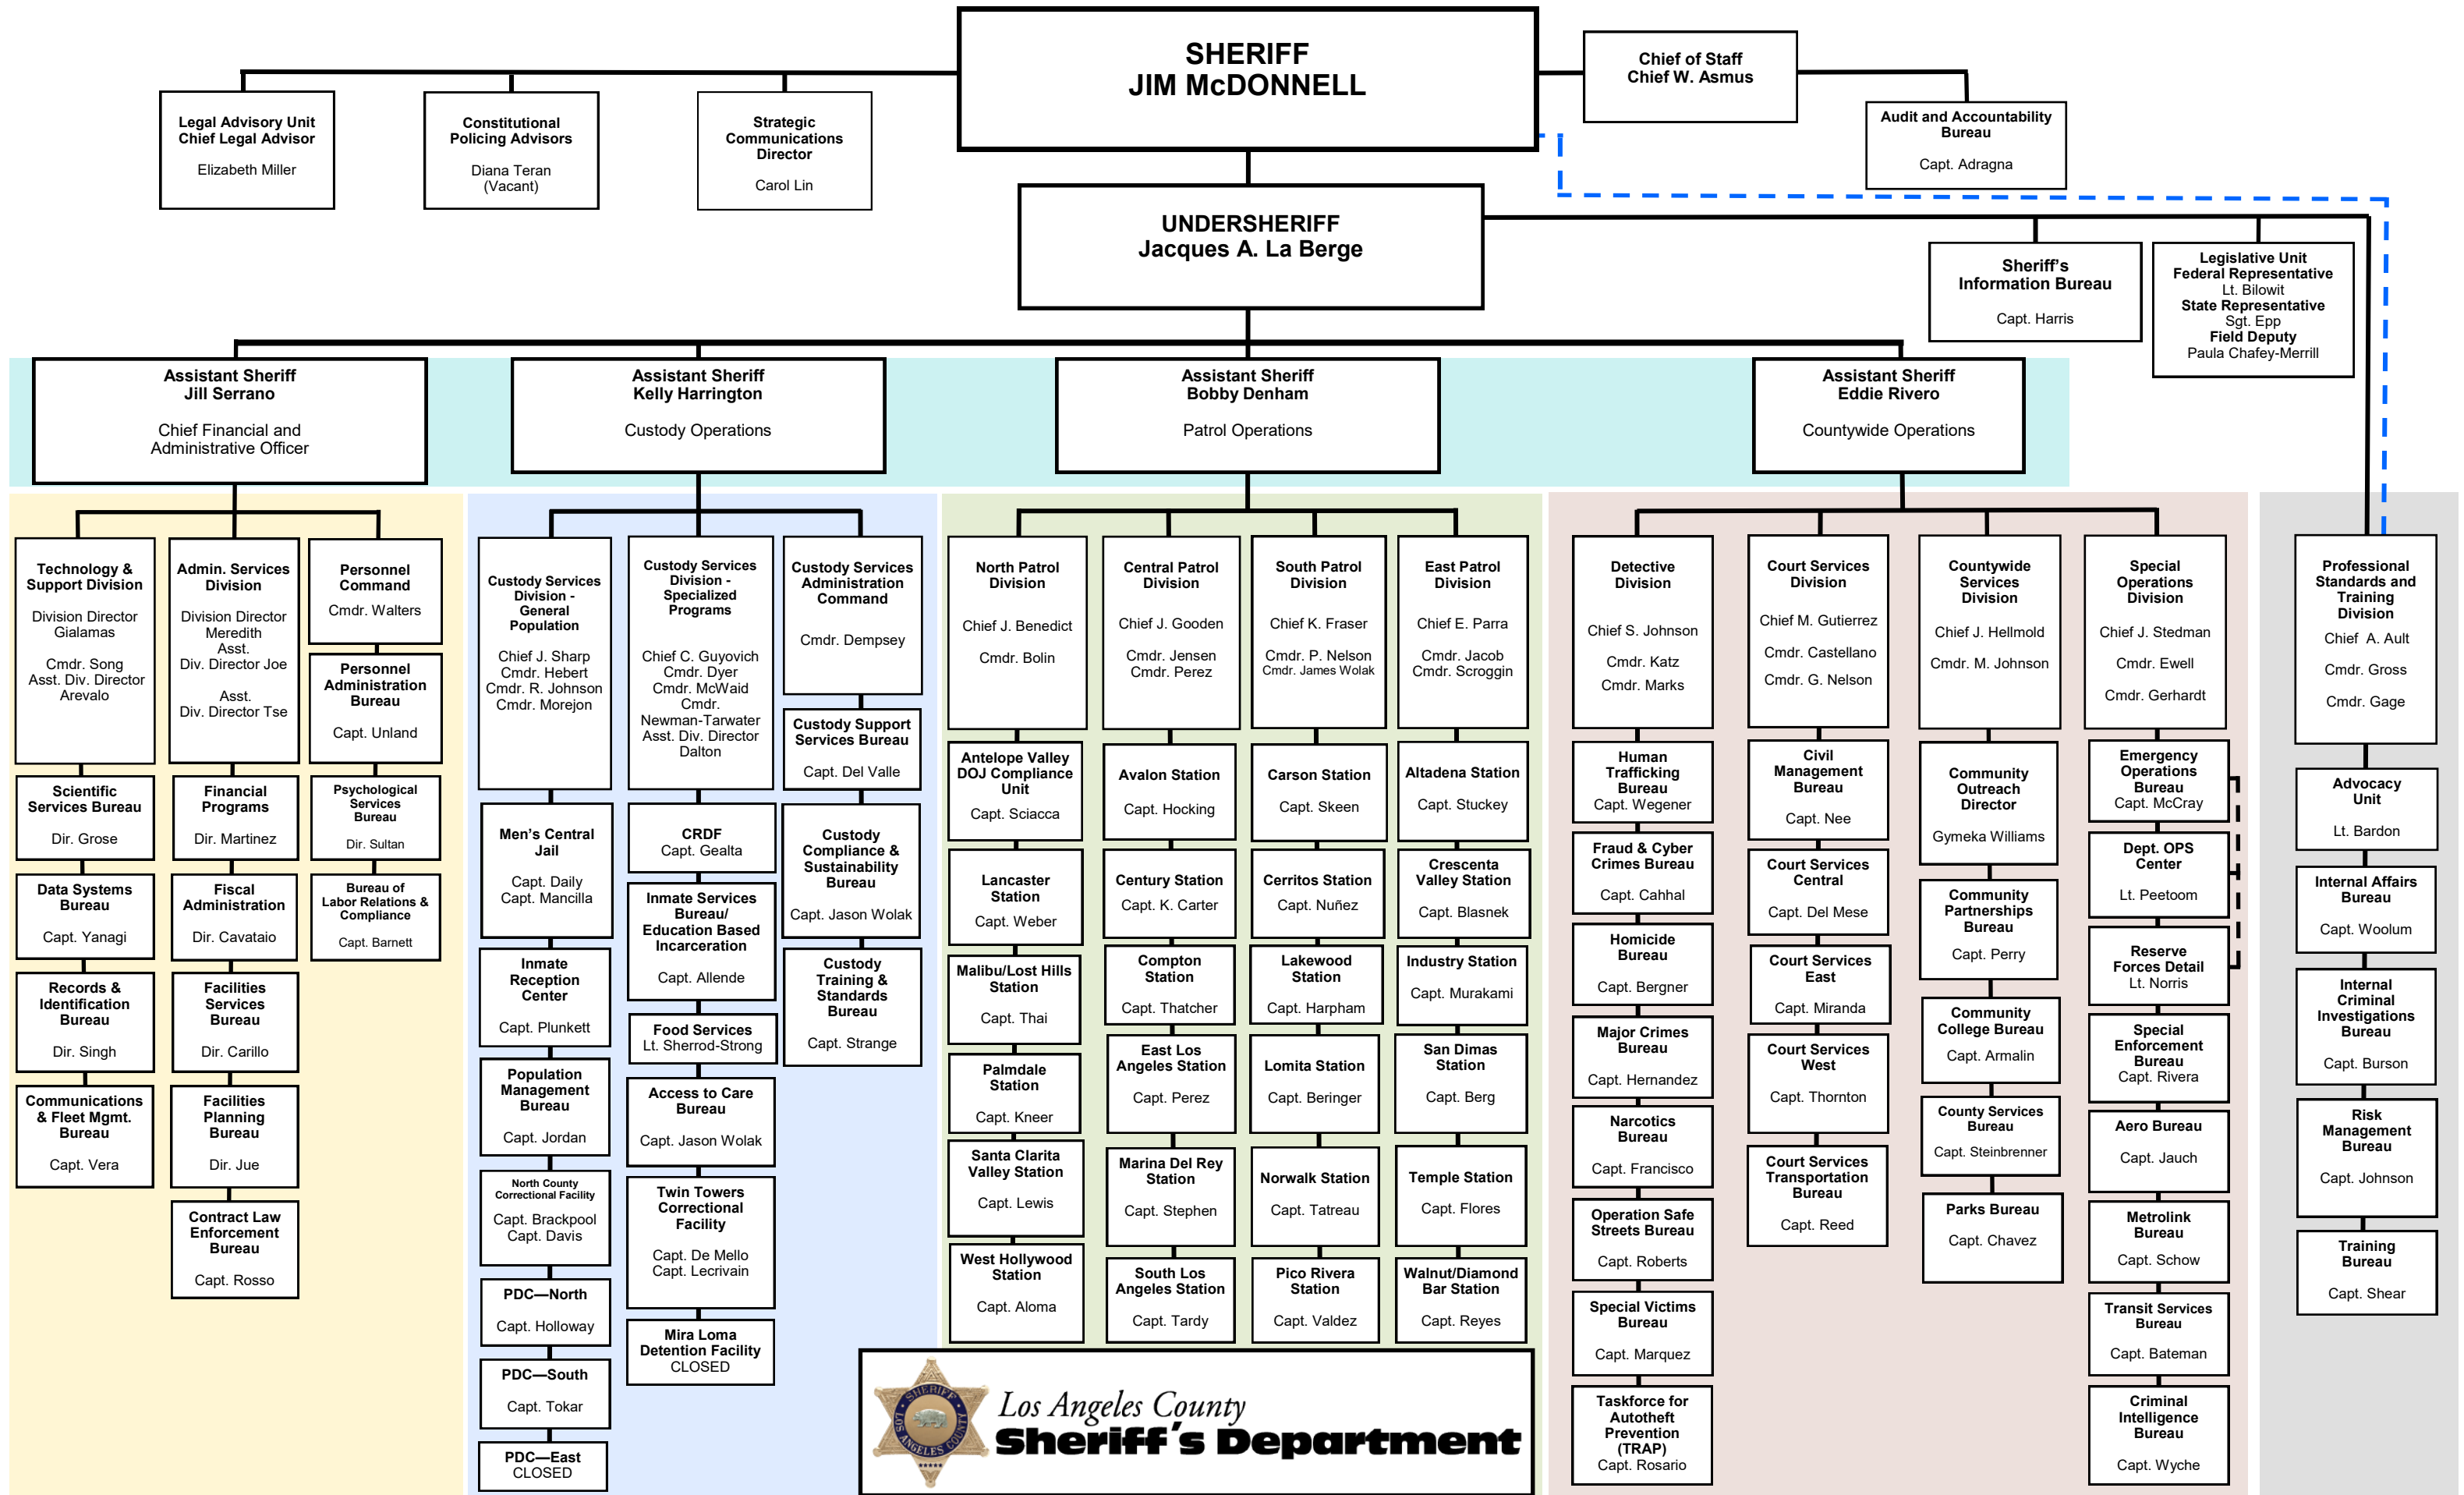 SHERIFF
JIM McDONNELL
Chief of Staff
Chief W. Asmus
Audit and Accountability
Bureau
Capt. Adragna
Legal Advisory Unit
Chief Legal Advisor
Elizabeth Miller
Constitutional
Policing Advisors
Diana Teran
(Vacant)
Strategic
Communications
Director
Carol Lin
UNDERSHERIFF
Jacques A. La Berge
Sheriff's
Information Bureau
Capt. Harris
Legislative Unit
Federal Representative
Lt. Bilowit
State Representative
Sgt. Epp
Field Deputy
Paula Chafey-Merrill
Assistant Sheriff
Jill Serrano
Chief Financial and
Administrative Officer
Assistant Sheriff
Kelly Harrington
Custody Operations
Assistant Sheriff
Bobby Denham
Patrol Operations
Assistant Sheriff
Eddie Rivero
Countywide Operations
Technology &
Support Division
Division Director
Gialamas
Cmdr. Song
Asst. Div. Director
Arevalo
Scientific
Services Bureau
Dir. Grose
Data Systems
Bureau
Capt. Yanagi
Records &
Identification
Bureau
Dir. Singh
Communications
& Fleet Mgmt.
Bureau
Capt. Vera
Admin. Services
Division
Division Director
Meredith
Asst.
Div. Director Joe
Asst.
Div. Director Tse
Financial
Programs
Dir. Martinez
Fiscal
Administration
Dir. Cavataio
Facilities
Services
Bureau
Dir. Carillo
Facilities
Planning
Bureau
Dir. Jue
Contract Law
Enforcement
Bureau
Capt. Rosso
Personnel
Command
Cmdr. Walters
Personnel
Administration
Bureau
Capt. Unland
Psychological
Services
Bureau
Dir. Sultan
Bureau of
Labor Relations &
Compliance
Capt. Barnett
Custody Services
Division -
General
Population
Chief J. Sharp
Cmdr. Hebert
Cmdr. R. Johnson
Cmdr. Morejon
Men's Central
Jail
Capt. Daily
Capt. Mancilla
Inmate
Reception
Center
Capt. Plunkett
Population
Management
Bureau
Capt. Jordan
North County
Correctional Facility
Capt. Brackpool
Capt. Davis
PDC—North
Capt. Holloway
PDC—South
Capt. Tokar
PDC—East
CLOSED
Custody Services
Division -
Specialized
Programs
Chief C. Guyovich
Cmdr. Dyer
Cmdr. McWaid
Cmdr.
Newman-Tarwater
Asst. Div. Director
Dalton
CRDF
Capt. Gealta
Inmate Services
Bureau/
Education Based
Incarceration
Capt. Allende
Food Services
Lt. Sherrod-Strong
Access to Care
Bureau
Capt. Jason Wolak
Twin Towers
Correctional
Facility
Capt. De Mello
Capt. Lecrivain
Mira Loma
Detention Facility
CLOSED
Custody Services
Administration
Command
Cmdr. Dempsey
Custody Support
Services Bureau
Capt. Del Valle
Custody
Compliance &
Sustainability
Bureau
Capt. Jason Wolak
Custody
Training &
Standards
Bureau
Capt. Strange
North Patrol
Division
Chief J. Benedict
Cmdr. Bolin
Antelope Valley
DOJ Compliance
Unit
Capt. Sciacca
Lancaster
Station
Capt. Weber
Malibu/Lost Hills
Station
Capt. Thai
Palmdale
Station
Capt. Kneer
Santa Clarita
Valley Station
Capt. Lewis
West Hollywood
Station
Capt. Aloma
Central Patrol
Division
Chief J. Gooden
Cmdr. Jensen
Cmdr. Perez
Avalon Station
Capt. Hocking
Century Station
Capt. K. Carter
Compton
Station
Capt. Thatcher
East Los
Angeles Station
Capt. Perez
Marina Del Rey
Station
Capt. Stephen
South Los
Angeles Station
Capt. Tardy
South Patrol
Division
Chief K. Fraser
Cmdr. P. Nelson
Cmdr. James Wolak
Carson Station
Capt. Skeen
Cerritos Station
Capt. Nuñez
Lakewood
Station
Capt. Harpham
Lomita Station
Capt. Beringer
Norwalk Station
Capt. Tatreau
Pico Rivera
Station
Capt. Valdez
East Patrol
Division
Chief E. Parra
Cmdr. Jacob
Cmdr. Scroggin
Altadena Station
Capt. Stuckey
Crescenta
Valley Station
Capt. Blasnek
Industry Station
Capt. Murakami
San Dimas
Station
Capt. Berg
Temple Station
Capt. Flores
Walnut/Diamond
Bar Station
Capt. Reyes
Detective
Division
Chief S. Johnson
Cmdr. Katz
Cmdr. Marks
Human
Trafficking
Bureau
Capt. Wegener
Fraud & Cyber
Crimes Bureau
Capt. Cahhal
Homicide
Bureau
Capt. Bergner
Major Crimes
Bureau
Capt. Hernandez
Narcotics
Bureau
Capt. Francisco
Operation Safe
Streets Bureau
Capt. Roberts
Special Victims
Bureau
Capt. Marquez
Taskforce for
Autotheft
Prevention
(TRAP)
Capt. Rosario
Court Services
Division
Chief M. Gutierrez
Cmdr. Castellano
Cmdr. G. Nelson
Civil
Management
Bureau
Capt. Nee
Court Services
Central
Capt. Del Mese
Court Services
East
Capt. Miranda
Court Services
West
Capt. Thornton
Court Services
Transportation
Bureau
Capt. Reed
Countywide
Services
Division
Chief J. Hellmold
Cmdr. M. Johnson
Community
Outreach
Director
Gymeka Williams
Community
Partnerships
Bureau
Capt. Perry
Community
College Bureau
Capt. Armalin
County Services
Bureau
Capt. Steinbrenner
Parks Bureau
Capt. Chavez
Special
Operations
Division
Chief J. Stedman
Cmdr. Ewell
Cmdr. Gerhardt
Emergency
Operations
Bureau
Capt. McCray
Dept. OPS
Center
Lt. Peetoom
Reserve
Forces Detail
Lt. Norris
Special
Enforcement
Bureau
Capt. Rivera
Aero Bureau
Capt. Jauch
Metrolink
Bureau
Capt. Schow
Transit Services
Bureau
Capt. Bateman
Criminal
Intelligence
Bureau
Capt. Wyche
Professional
Standards and
Training
Division
Chief A. Ault
Cmdr. Gross
Cmdr. Gage
Advocacy
Unit
Lt. Bardon
Internal Affairs
Bureau
Capt. Woolum
Internal
Criminal
Investigations
Bureau
Capt. Burson
Risk
Management
Bureau
Capt. Johnson
Training
Bureau
Capt. Shear
SHERIFF
LOS ANGELES COUNTY
Los Angeles County
Sheriff's Department